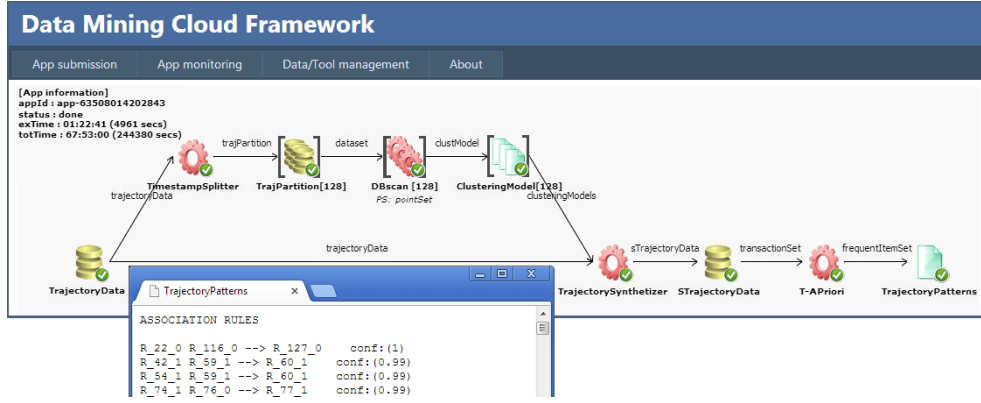 Data Mining Cloud Framework
App submission App monitoring Data/Tool management About
[App information]
appId : app-63508014202843
status : done
exTime : 01:22:41 (4961 secs)
totTime : 67:53:00 (244380 secs)
trajPartition dataset clustModel
TimestampSplitter TrajPartition[128] DBscan [128] ClusteringModel[128]
PS: pointSet
trajectoryData clusteringModels
trajectoryData sTrajectoryData transactionSet frequentItemSet
TrajectoryData TrajectorySynthetizer STrajectoryData T-APriori TrajectoryPatterns
TrajectoryPatterns x
ASSOCIATION RULES
R_22_0 R_116_0 --> R_127_0 conf:(1)
R_42_1 R_59_1 --> R_60_1 conf:(0.99)
R_54_1 R_59_1 --> R_60_1 conf:(0.99)
R_74_1 R_76_0 --> R_77_1 conf:(0.99)